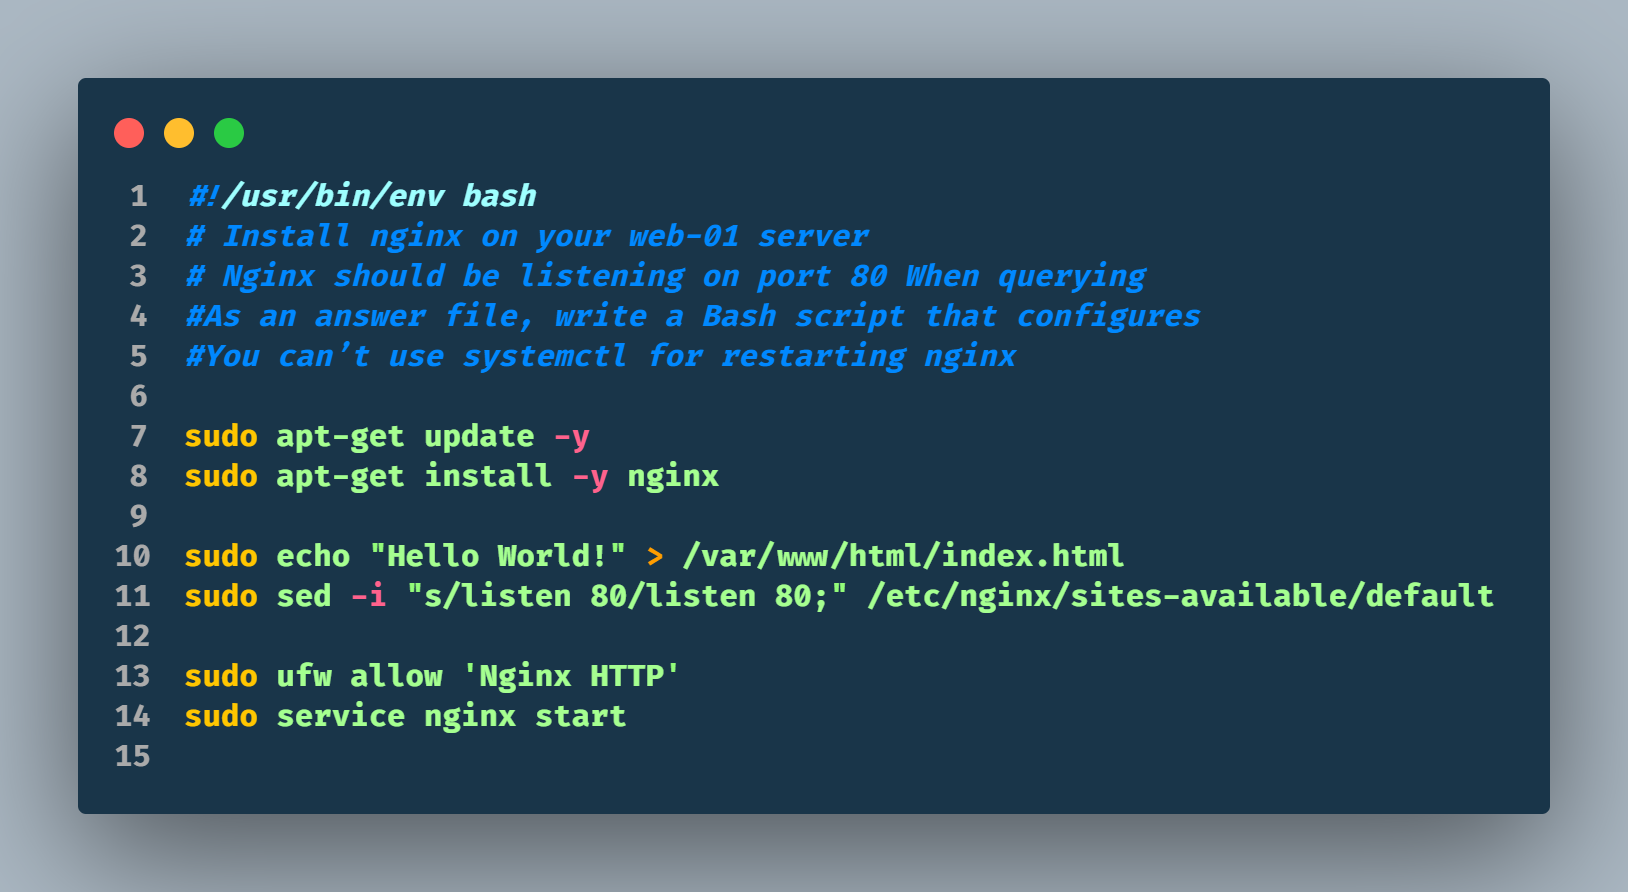 1 #!/usr/bin/env bash
2 # Install nginx on your web-01 server
3 # Nginx should be listening on port 80 When querying
4 #As an answer file, write a Bash script that configures
5 #You can’t use systemctl for restarting nginx
6
7 sudo apt-get update -y
8 sudo apt-get install -y nginx
9
10 sudo echo "Hello World!" > /var/www/html/index.html
11 sudo sed -i "s/listen 80/listen 80;" /etc/nginx/sites-available/default
12
13 sudo ufw allow 'Nginx HTTP'
14 sudo service nginx start
15